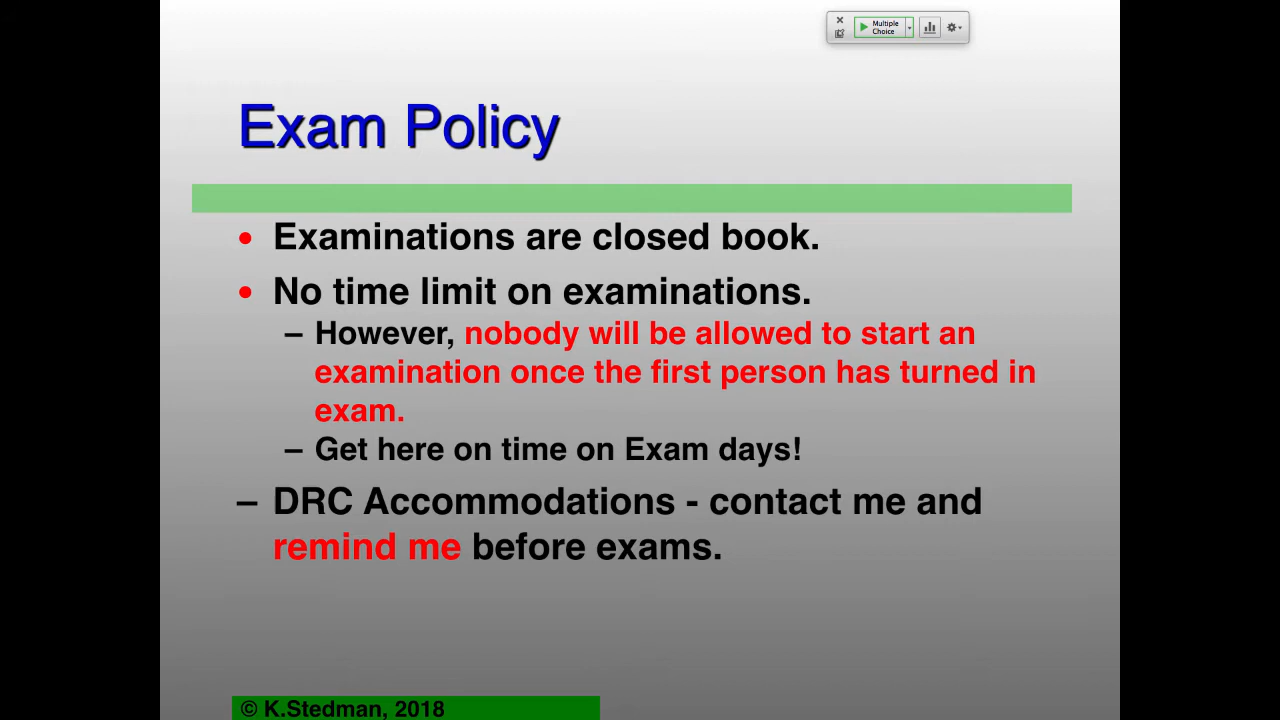 Multiple
Choice
Exam Policy
• Examinations are closed book.
• No time limit on examinations.
– However, nobody will be allowed to start an
examination once the first person has turned in
exam.
– Get here on time on Exam days!
– DRC Accommodations - contact me and
remind me before exams.
© K.Stedman, 2018